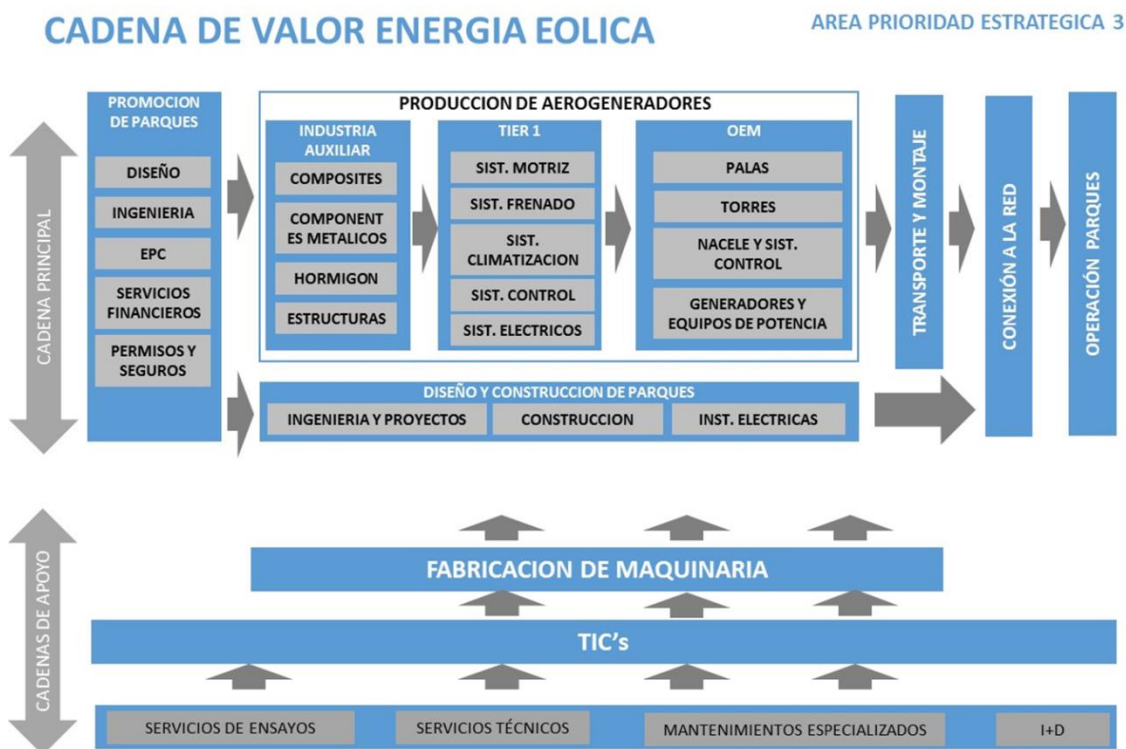 CADENA DE VALOR ENERGIA EOLICA
AREA PRIORIDAD ESTRATEGICA 3
CADENA PRINCIPAL
PROMOCION
DE PARQUES
DISEÑO
INGENIERIA
EPC
SERVICIOS
FINANCIEROS
PERMISOS Y
SEGUROS
PRODUCCION DE AEROGENERADORES
INDUSTRIA
AUXILIAR
COMPOSITES
COMPONENT
ES METALICOS
HORMIGON
ESTRUCTURAS
TIER 1
SIST. MOTRIZ
SIST. FRENADO
SIST.
CLIMATIZACION
SIST. CONTROL
SIST. ELECTRICOS
OEM
PALAS
TORRES
NACELE Y SIST.
CONTROL
GENERADORES Y
EQUIPOS DE POTENCIA
DISEÑO Y CONSTRUCCION DE PARQUES
INGENIERIA Y PROYECTOS
CONSTRUCCION
INST. ELECTRICAS
TRANSPORTE Y MONTAJE
CONEXIÓN A LA RED
OPERACIÓN PARQUES
CADENAS DE APOYO
FABRICACION DE MAQUINARIA
TIC's
SERVICIOS DE ENSAYOS
SERVICIOS TÉCNICOS
MANTENIMIENTOS ESPECIALIZADOS
I+D